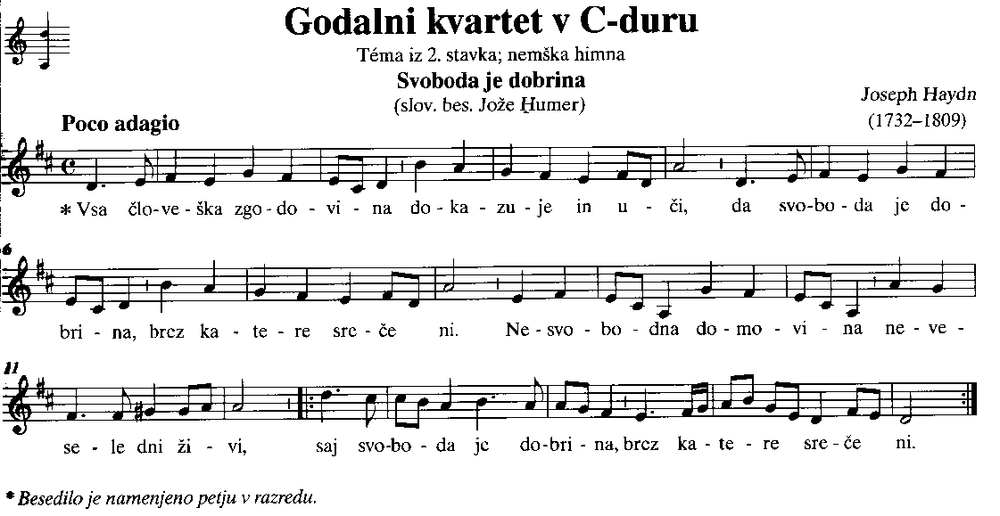 Godalni kvartet v C-duru
Téma iz 2. stavka; nemška himna
Svoboda je dobrina
(slov. bes. Jože Humer)
Joseph Haydn
(1732–1809)
Poco adagio
* Vsa člo-ve-ška zgo-do-vi-na do-ka-zu-je in u-či, da svo-bo-da je do-
6
bri-na, brez ka-te-re sre-če ni. Ne-svo-bo-dna do-mo-vi-na ne-ve-
11
se-le dni ži-vi, saj svo-bo-da je do-bri-na, brez ka-te-re sre-če ni.
* Besedilo je namenjeno petju v razredu.